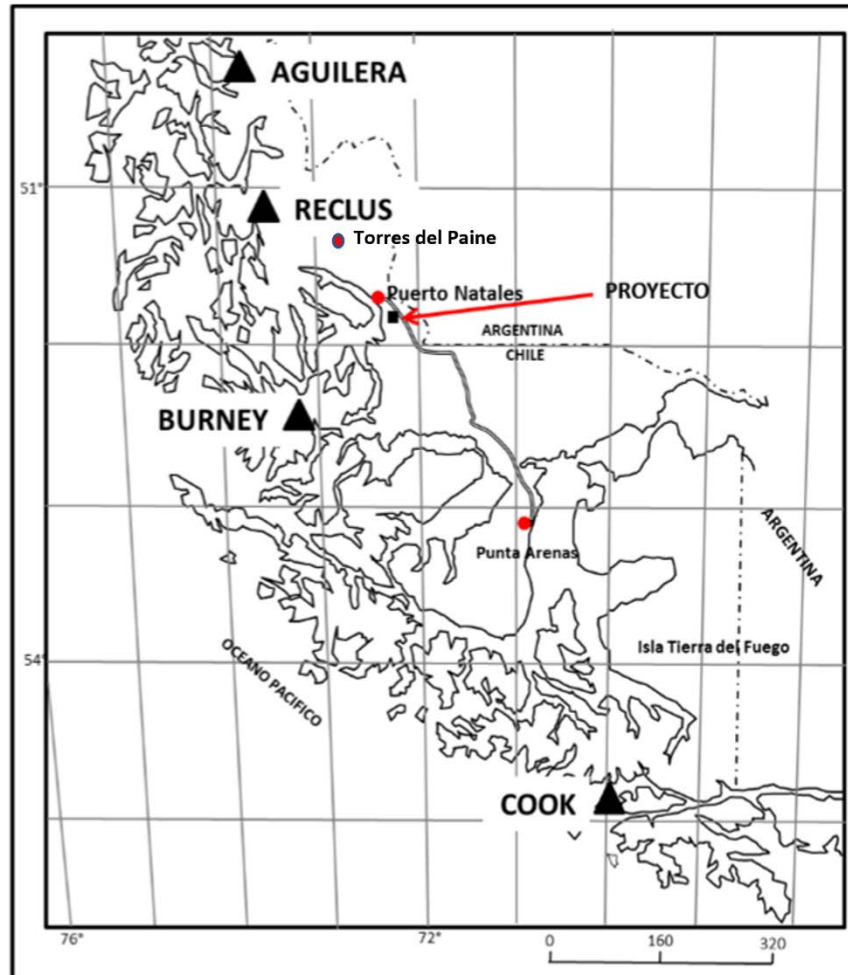 AGUILERA
51°
RECLUS
Torres del Paine
Puerto Natales
PROYECTO
ARGENTINA
CHILE
BURNEY
ARGENTINA
Punta Arenas
OCEANO PACIFICO
Isla Tierra del Fuego
54°
COOK
76°
72°
0 160 320